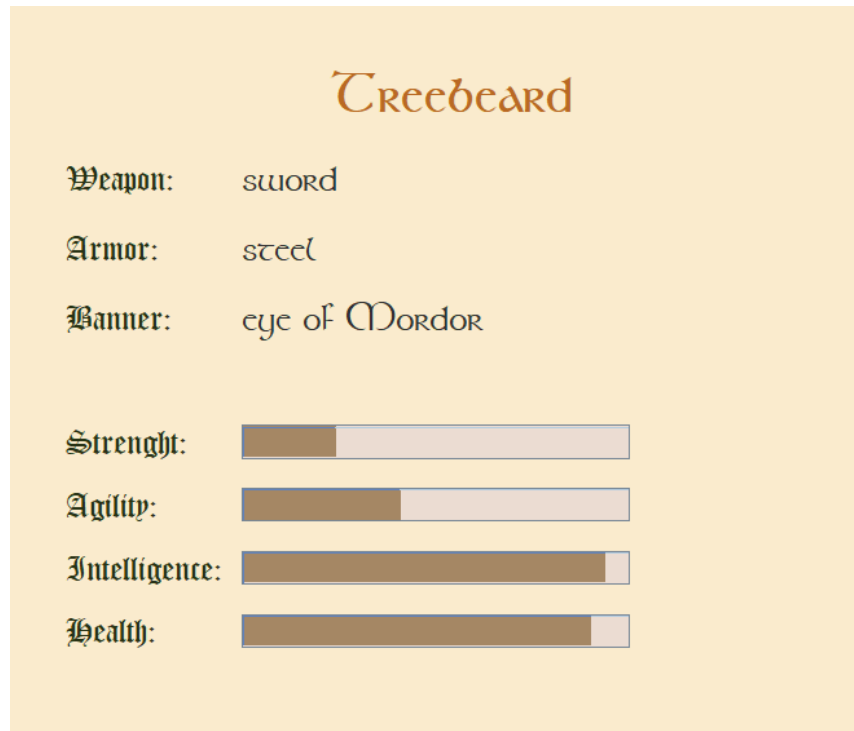 Treebeard
Weapon: sword
Armor: steel
Banner: eye of Mordor
Strenght:
Agility:
Intelligence:
Health: